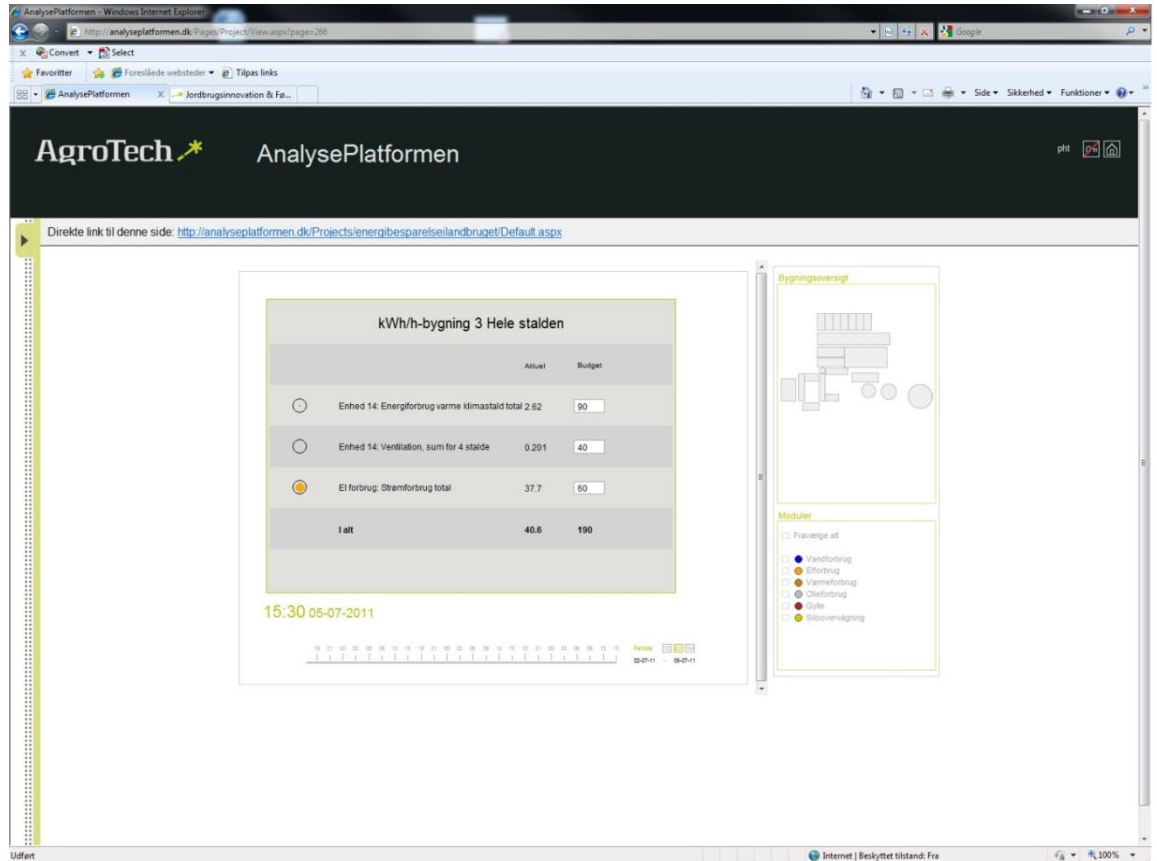 AnalysePlatformen - Windows Internet Explorer
http://analyseplatformen.dk/Pages/Project/View.aspx?page=266
Google
x Convert Select
Favoritter Foreslåede websteder Tilpas links
AnalysePlatformen x Jordbrugsinnovation & Fø...
Side Sikkerhed Funktioner
AgroTech AnalysePlatformen
pht
Direkte link til denne side: http://analyseplatformen.dk/Projects/energibesparelseilandbruget/Default.aspx
Bygningsoversigt
kWh/h-bygning 3 Hele stalden
Aktuel Budget
Enhed 14: Energiforbrug varme klimastald total 2.62 90
Enhed 14: Ventilation, sum for 4 stalde 0.201 40
El forbrug: Strømforbrug total 37.7 60
I alt 40.6 190
Moduler
Fravælge alt
Vandforbrug
Elforbrug
Varmeforbrug
Olieforbrug
Gylle
Siloovervågning
15:30 05-07-2011
Periode
02-07-11 - 05-07-11
Udført
Internet | Beskyttet tilstand: Fra
100%